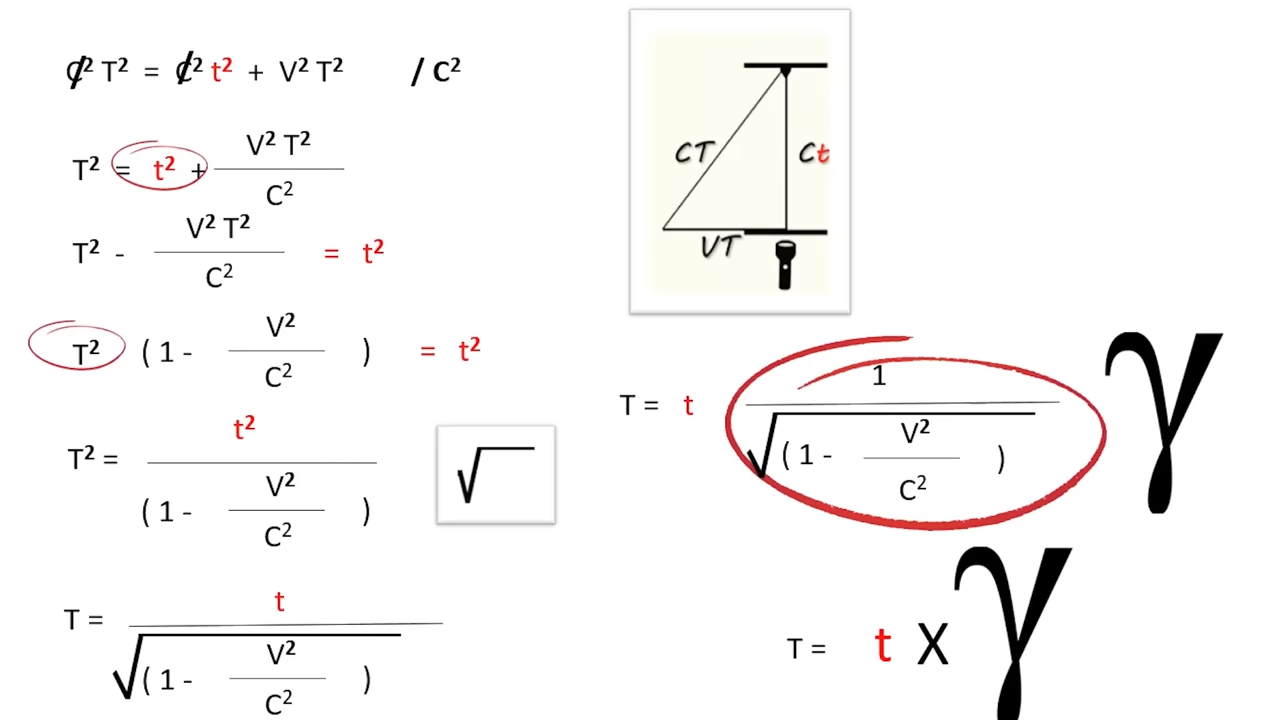 C² T² = C² t² + V² T² / C²
T² = t² + V² T²
C²
T² - V² T² = t²
C²
T² ( 1 - V² ) = t²
C²
T² = t²
( 1 - V² )
C²
√
T = t
√ ( 1 - V² )
C²
CT
Ct
VT
T = t 1
√ ( 1 - V² )
C²
γ
T = t X γ